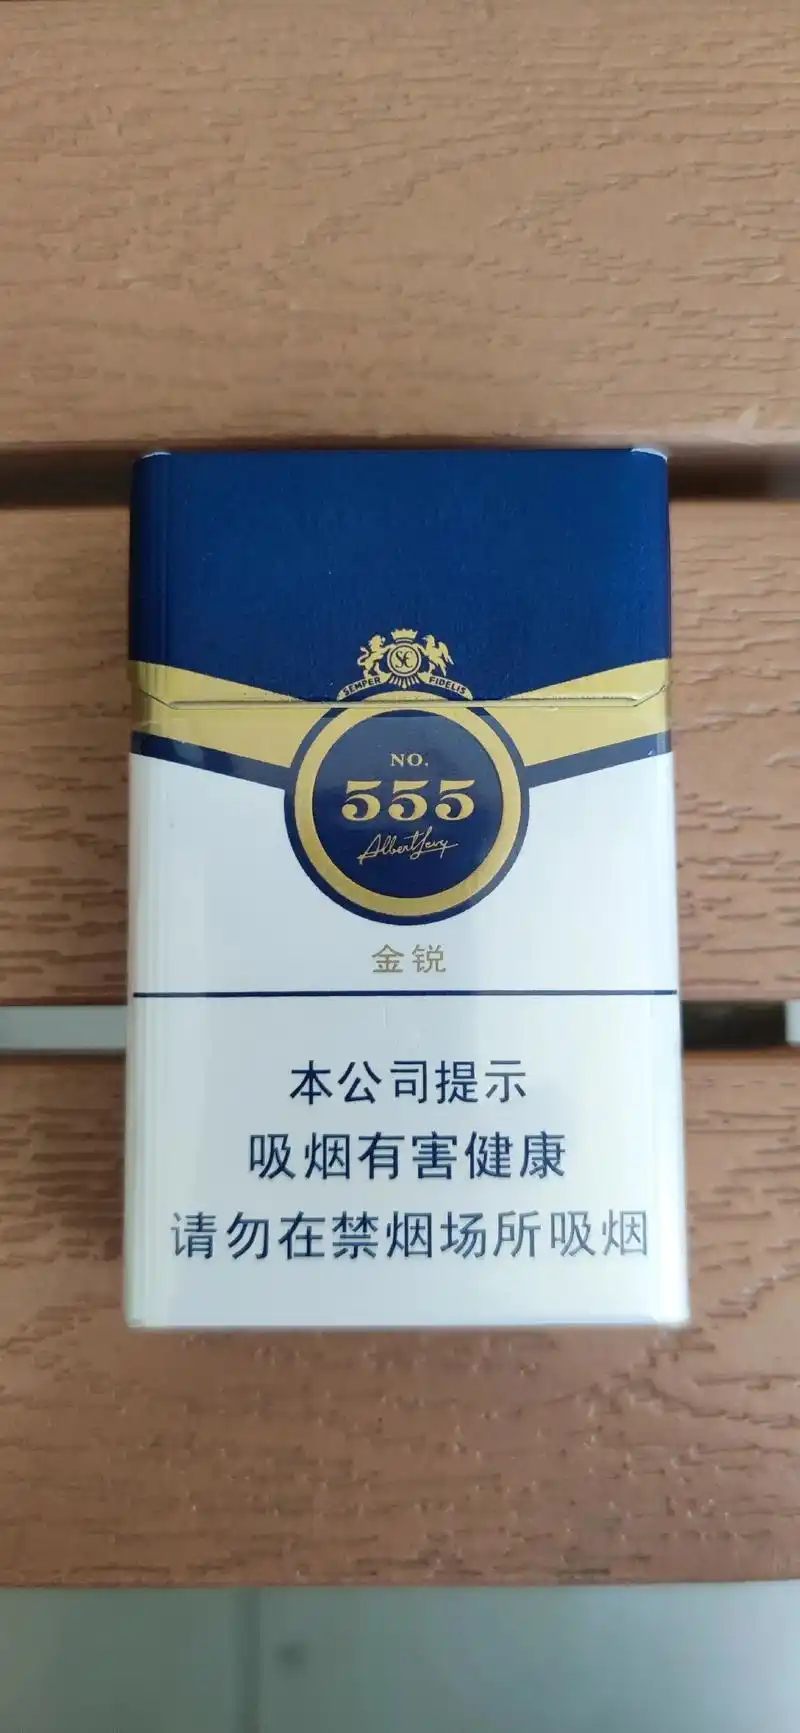 SE
SEMPER FIDELIS
NO.
555
Albert Levy
金锐
本公司提示
吸烟有害健康
请勿在禁烟场所吸烟